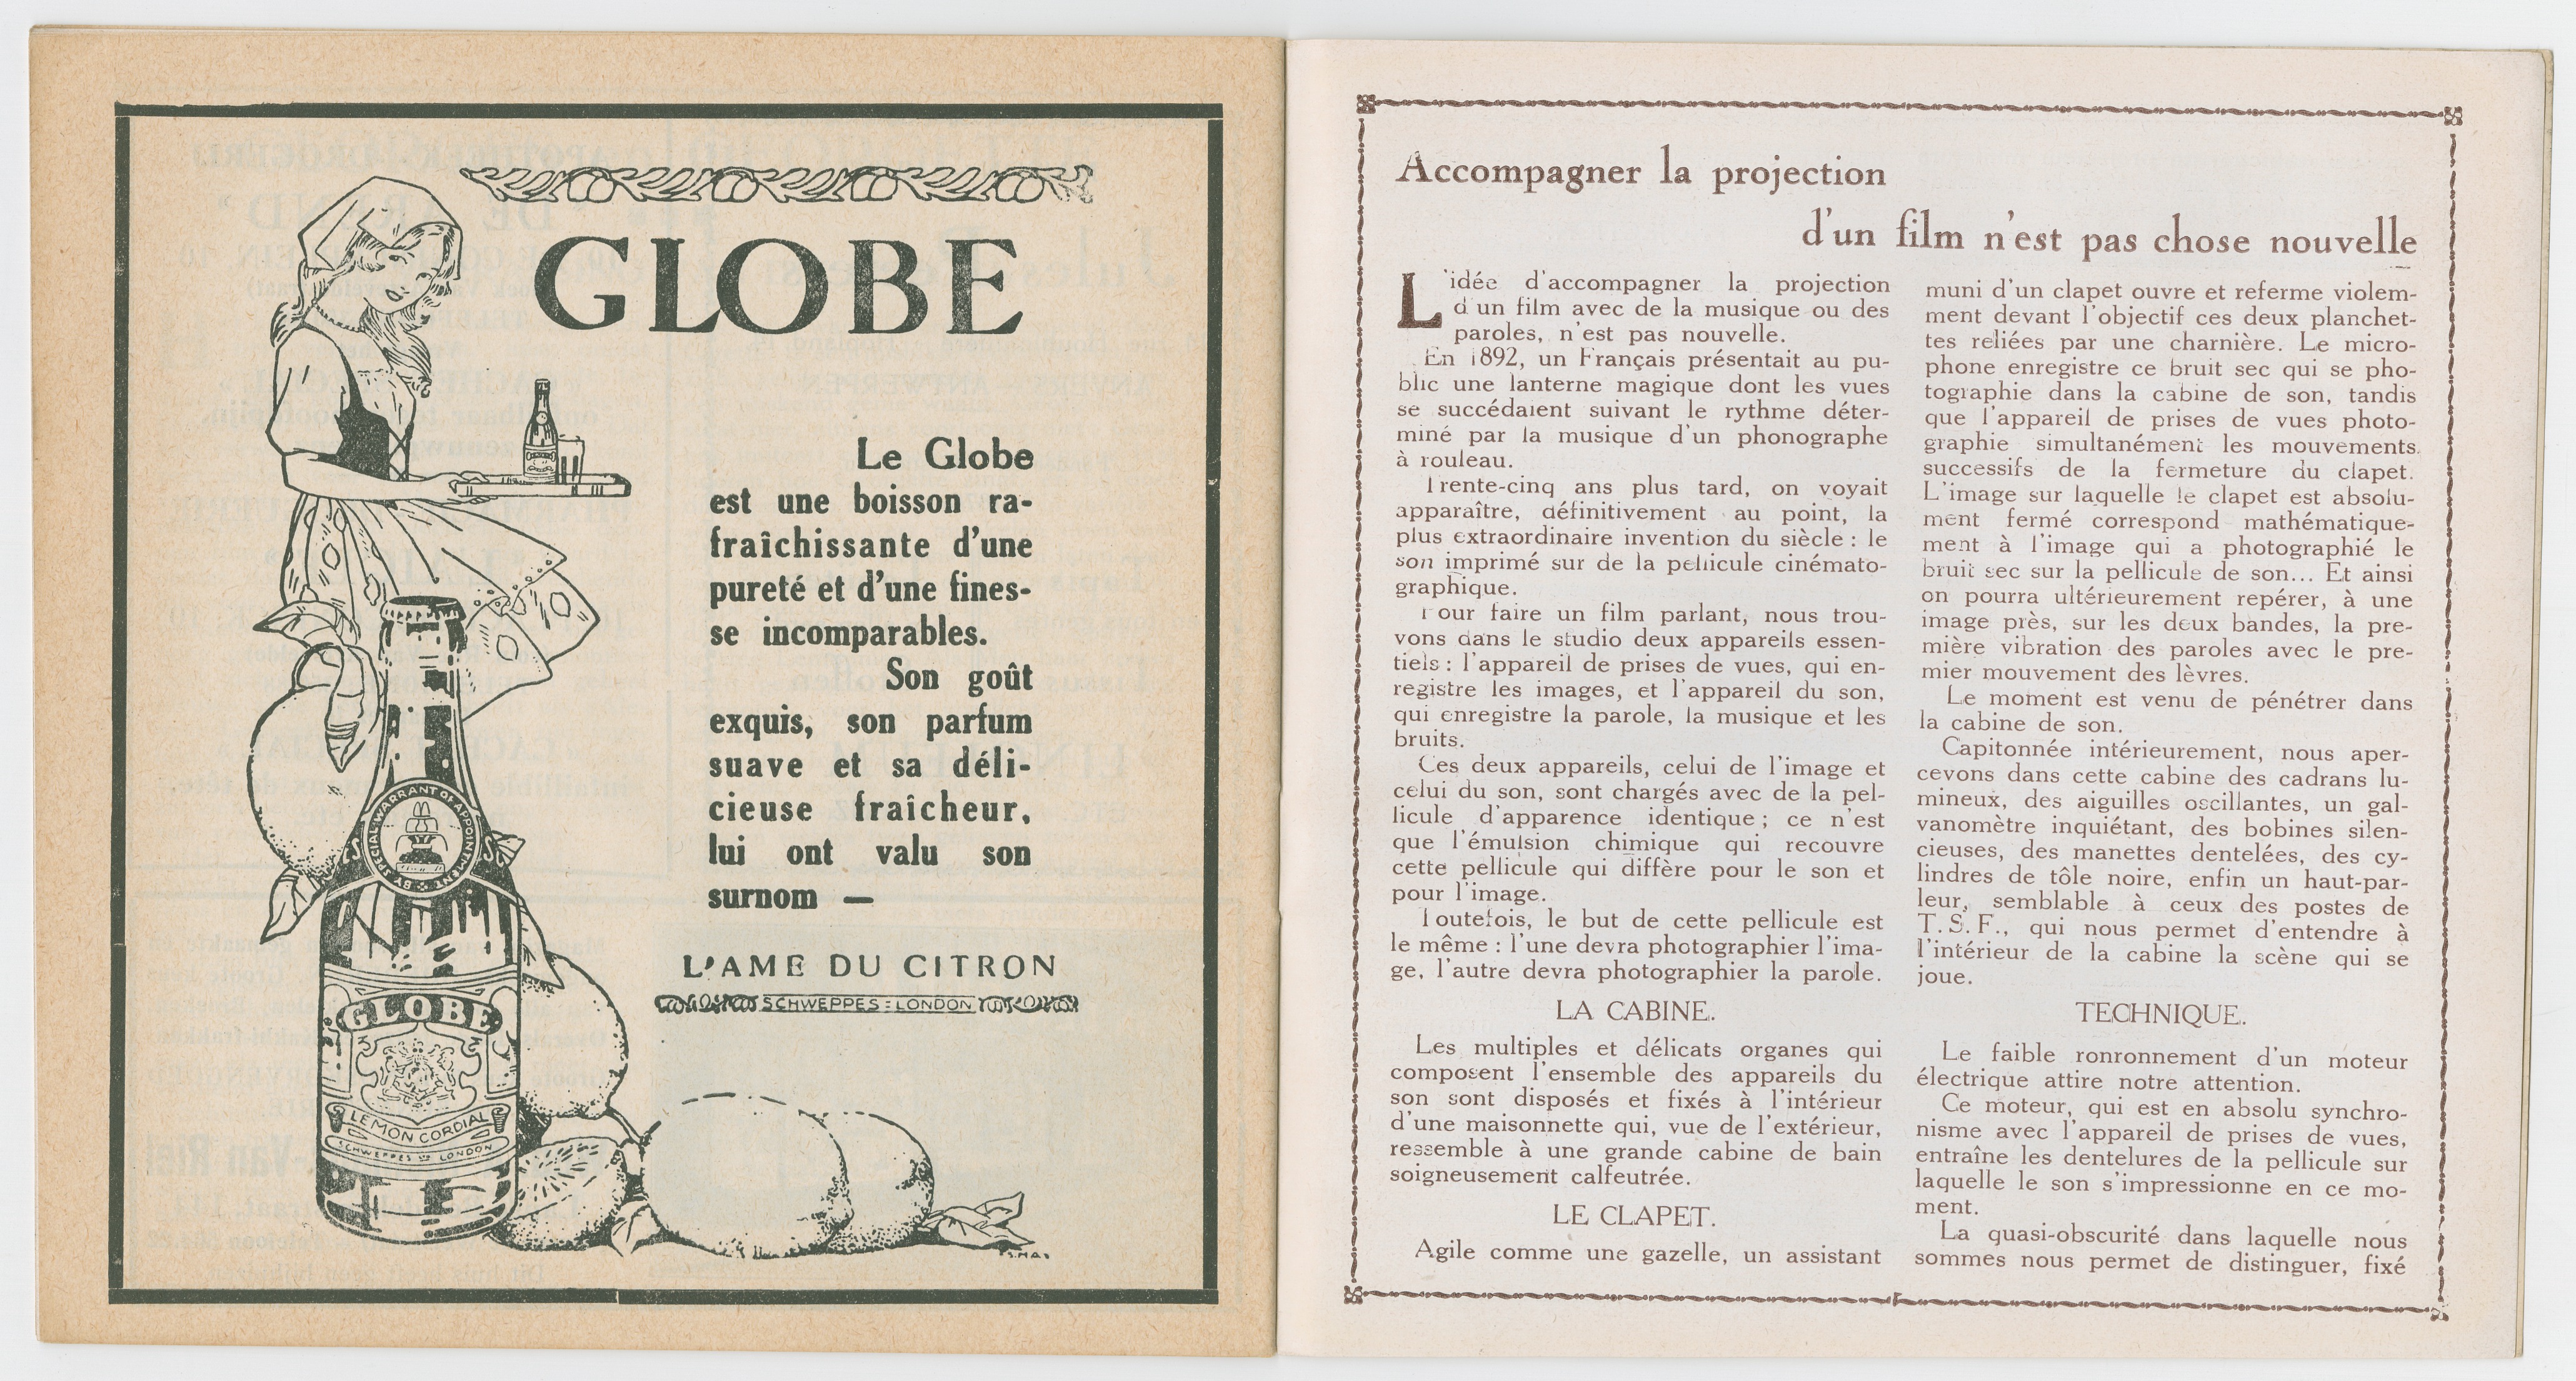 GLOBE
Le Globe
est une boisson ra-
fraîchissante d'une
pureté et d'une fines-
se incomparables.
Son goût
exquis, son parfum
suave et sa déli-
cieuse fraîcheur,
lui ont valu son
surnom —
L'AME DU CITRON
SCHWEPPES = LONDON
BY SPECIAL WARRANT OF APPOINTMENT
GLOBE
LEMON CORDIAL
SCHWEPPES LTD LONDON
Accompagner la projection
d'un film n'est pas chose nouvelle
L'idée d'accompagner la projection
d'un film avec de la musique ou des
paroles, n'est pas nouvelle.
En 1892, un Français présentait au pu-
blic une lanterne magique dont les vues
se succédaient suivant le rythme déter-
miné par la musique d'un phonographe
à rouleau.
Trente-cinq ans plus tard, on voyait
apparaître, définitivement au point, la
plus extraordinaire invention du siècle : le
son imprimé sur de la pellicule cinémato-
graphique.
Pour faire un film parlant, nous trou-
vons dans le studio deux appareils essen-
tiels : l'appareil de prises de vues, qui en-
registre les images, et l'appareil du son,
qui enregistre la parole, la musique et les
bruits.
Ces deux appareils, celui de l'image et
celui du son, sont chargés avec de la pel-
licule d'apparence identique ; ce n'est
que l'émulsion chimique qui recouvre
cette pellicule qui diffère pour le son et
pour l'image.
Toutefois, le but de cette pellicule est
le même : l'une devra photographier l'ima-
ge, l'autre devra photographier la parole.
LA CABINE.
Les multiples et délicats organes qui
composent l'ensemble des appareils du
son sont disposés et fixés à l'intérieur
d'une maisonnette qui, vue de l'extérieur,
ressemble à une grande cabine de bain
soigneusement calfeutrée.
LE CLAPET.
Agile comme une gazelle, un assistant
muni d'un clapet ouvre et referme violem-
ment devant l'objectif ces deux planchet-
tes reliées par une charnière. Le micro-
phone enregistre ce bruit sec qui se pho-
tographie dans la cabine de son, tandis
que l'appareil de prises de vues photo-
graphie simultanément les mouvements
successifs de la fermeture du clapet.
L'image sur laquelle le clapet est absolu-
ment fermé correspond mathématique-
ment à l'image qui a photographié le
bruit sec sur la pellicule de son... Et ainsi
on pourra ultérieurement repérer, à une
image près, sur les deux bandes, la pre-
mière vibration des paroles avec le pre-
mier mouvement des lèvres.
Le moment est venu de pénétrer dans
la cabine de son.
Capitonnée intérieurement, nous aper-
cevons dans cette cabine des cadrans lu-
mineux, des aiguilles oscillantes, un gal-
vanomètre inquiétant, des bobines silen-
cieuses, des manettes dentelées, des cy-
lindres de tôle noire, enfin un haut-par-
leur, semblable à ceux des postes de
T. S. F., qui nous permet d'entendre à
l'intérieur de la cabine la scène qui se
joue.
TECHNIQUE.
Le faible ronronnement d'un moteur
électrique attire notre attention.
Ce moteur, qui est en absolu synchro-
nisme avec l'appareil de prises de vues,
entraîne les dentelures de la pellicule sur
laquelle le son s'impressionne en ce mo-
ment.
La quasi-obscurité dans laquelle nous
sommes nous permet de distinguer, fixé